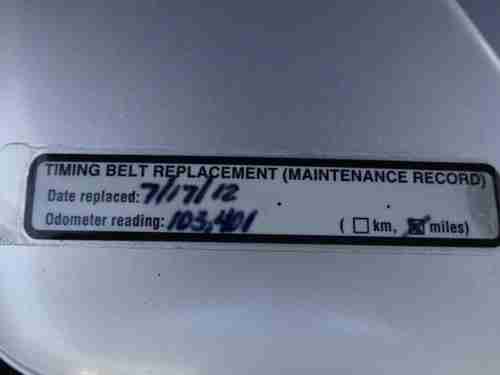 TIMING BELT REPLACEMENT (MAINTENANCE RECORD)
Date replaced: 7/17/12
Odometer reading: 103,401 ( ☐ km, ☒ miles)